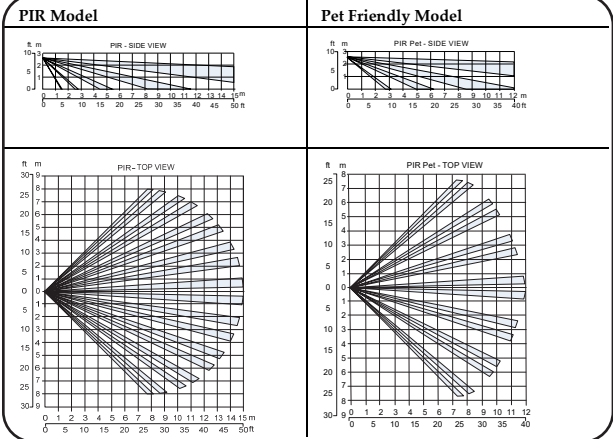 PIR Model
Pet Friendly Model
PIR - SIDE VIEW
ft m
10 3
2
5
1
0
0 1 2 3 4 5 6 7 8 9 10 11 12 13 14 15 m
0 5 10 15 20 25 30 35 40 45 50 ft
PIR Pet - SIDE VIEW
ft m
10 3
2
5
1
0
0 1 2 3 4 5 6 7 8 9 10 11 12 m
0 5 10 15 20 25 30 35 40 ft
PIR - TOP VIEW
ft m
30 9
25 8
7
20 6
15 5
4
10 3
2
5 1
0 0
1
5 2
10 3
4
15 5
20 6
7
25 8
30 9
0 1 2 3 4 5 6 7 8 9 10 11 12 13 14 15 m
0 5 10 15 20 25 30 35 40 45 50ft
PIR Pet - TOP VIEW
ft m
8
25 7
20 6
5
15 4
10 3
2
5 1
0 0
1
5 2
10 3
4
15 5
20 6
7
25 8
30 9
0 1 2 3 4 5 6 7 8 9 10 11 12
0 5 10 15 20 25 30 35 40